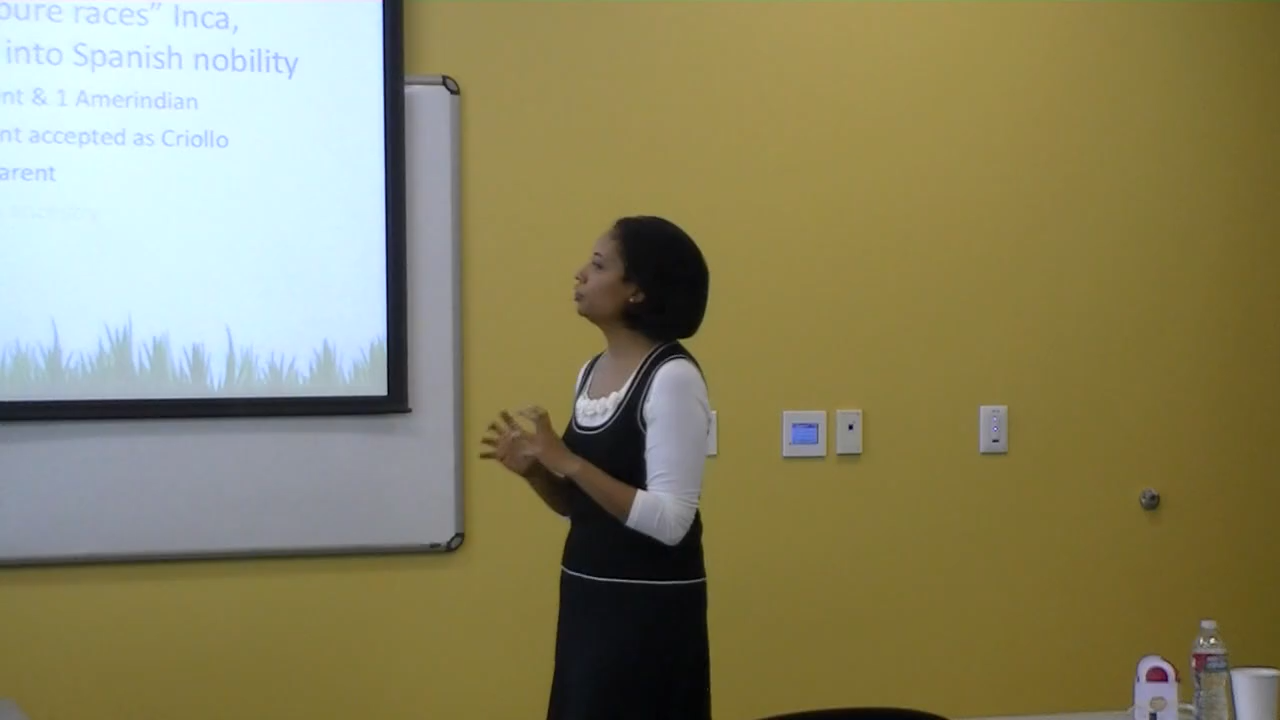 pure races” Inca,
into Spanish nobility
nt & 1 Amerindian
nt accepted as Criollo
arent